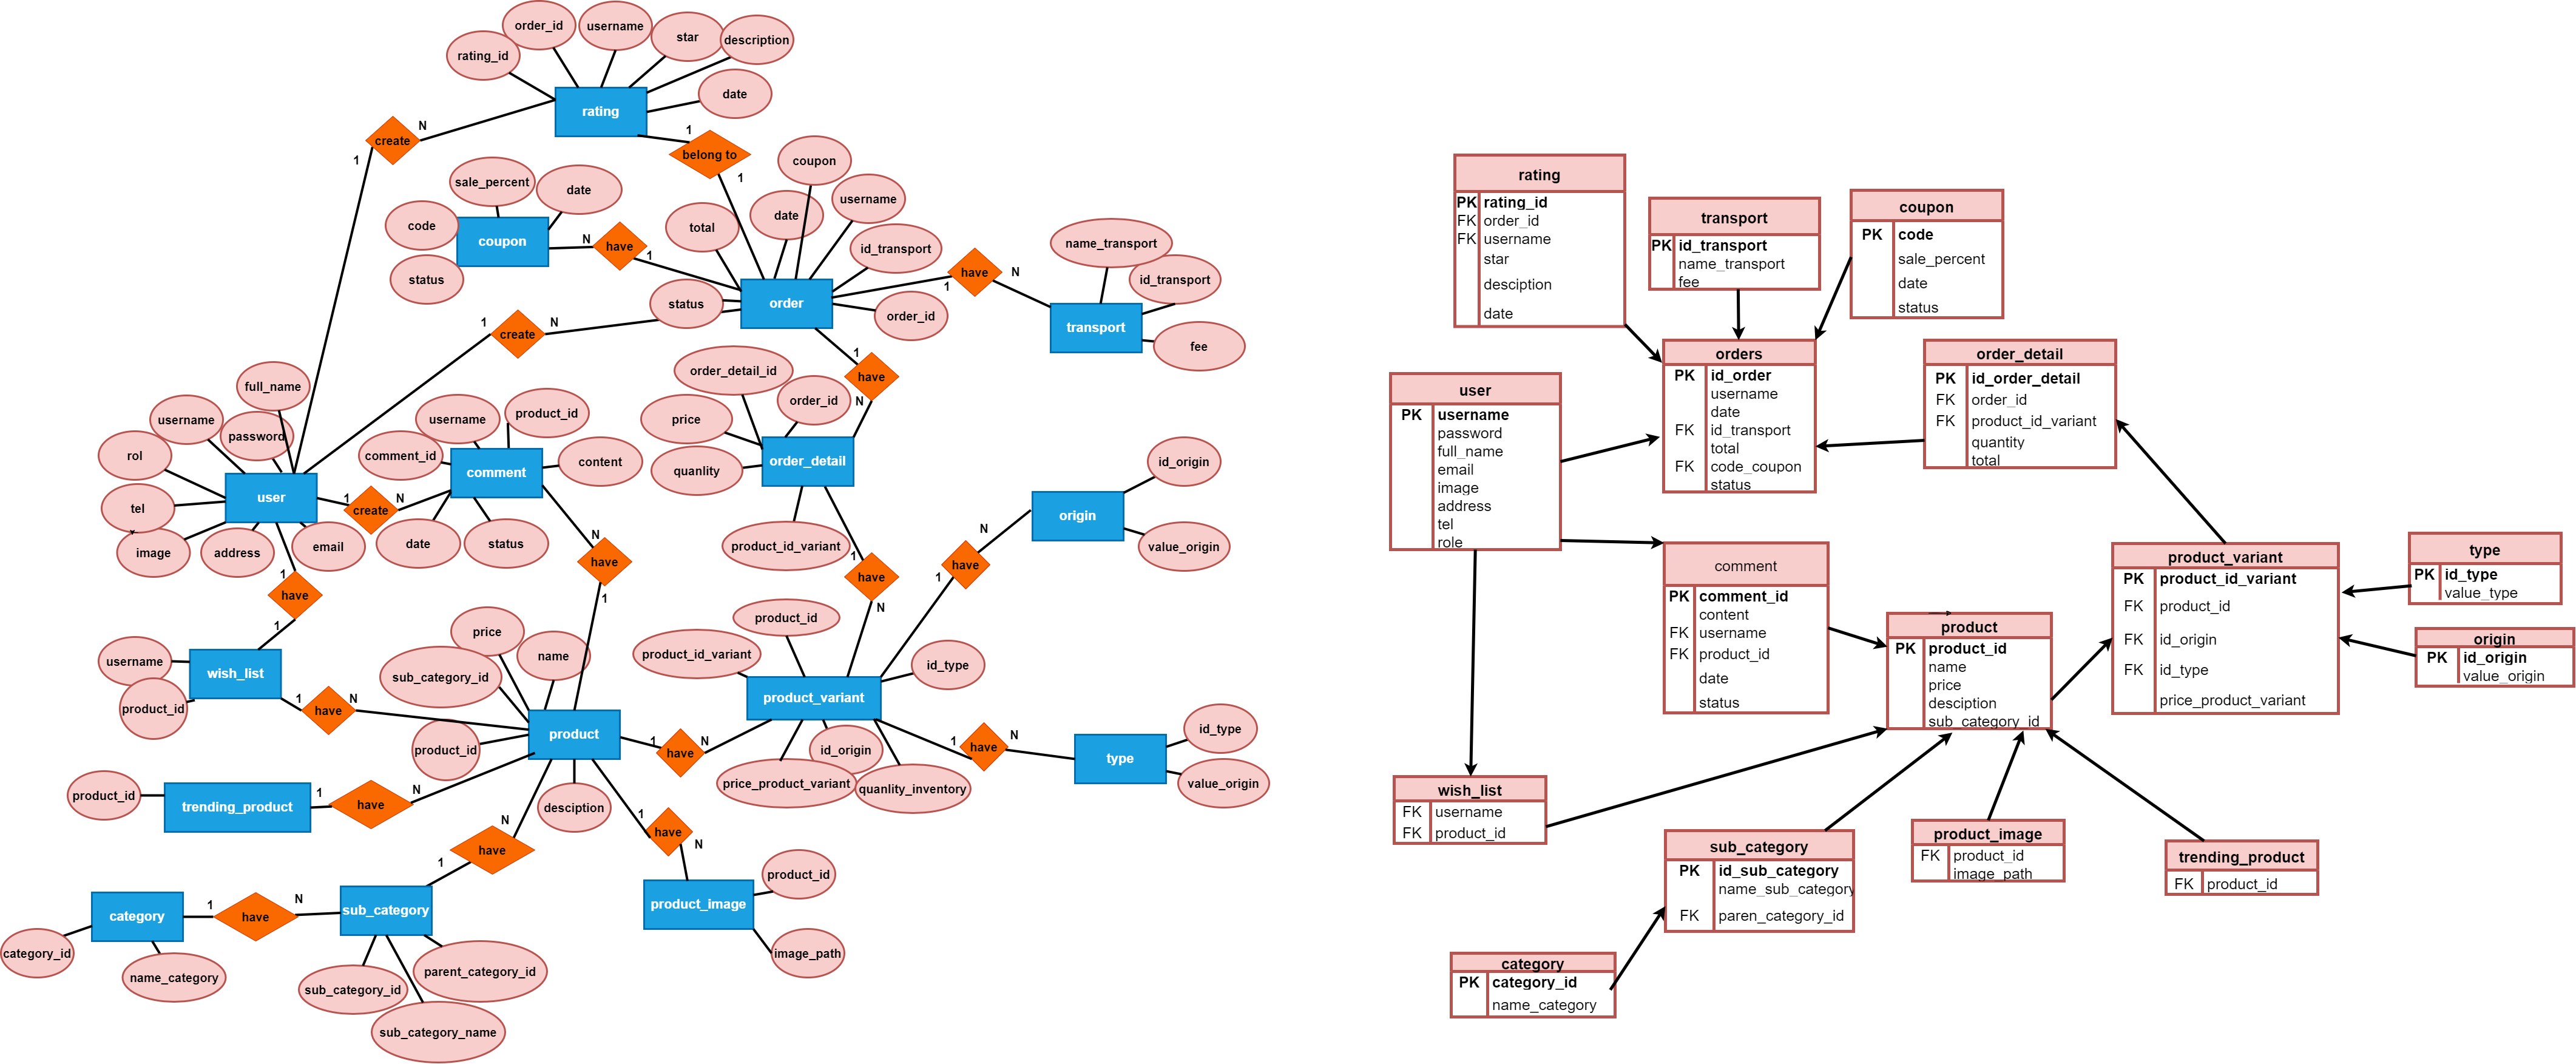 order_id
username
star
description
rating_id
date
rating
create
N
1
1
belong to
1
coupon
sale_percent
date
code
coupon
status
N
have
1
total
date
username
id_transport
status
order
order_id
have
1
N
name_transport
id_transport
transport
fee
1
create
N
1
have
N
order_detail_id
order_id
price
quanlity
order_detail
product_id_variant
1
have
N
full_name
username
password
rol
tel
image
address
email
user
1
create
N
username
product_id
comment_id
comment
content
date
status
N
have
1
id_origin
origin
value_origin
N
have
1
1
have
1
username
product_id
wish_list
1
have
N
price
name
sub_category_id
product_id
product
desciption
1
have
N
product_id
product_variant
product_id_variant
id_type
id_origin
price_product_variant
quanlity_inventory
1
have
N
type
id_type
value_origin
product_id
trending_product
1
have
N
N
have
1
1
have
N
product_id
product_image
image_path
category
category_id
name_category
1
have
N
sub_category
sub_category_id
parent_category_id
sub_category_name
rating
PK rating_id
FK order_id
FK username
star
desciption
date
transport
PK id_transport
name_transport
fee
coupon
PK code
sale_percent
date
status
user
PK username
password
full_name
email
image
address
tel
role
orders
PK id_order
username
date
FK id_transport
total
FK code_coupon
status
order_detail
PK id_order_detail
FK order_id
FK product_id_variant
quantity
total
comment
PK comment_id
content
FK username
FK product_id
date
status
product
PK product_id
name
price
desciption
sub_category_id
product_variant
PK product_id_variant
FK product_id
FK id_origin
FK id_type
price_product_variant
type
PK id_type
value_type
origin
PK id_origin
value_origin
wish_list
FK username
FK product_id
sub_category
PK id_sub_category
name_sub_category
FK paren_category_id
product_image
FK product_id
image_path
trending_product
FK product_id
category
PK category_id
name_category